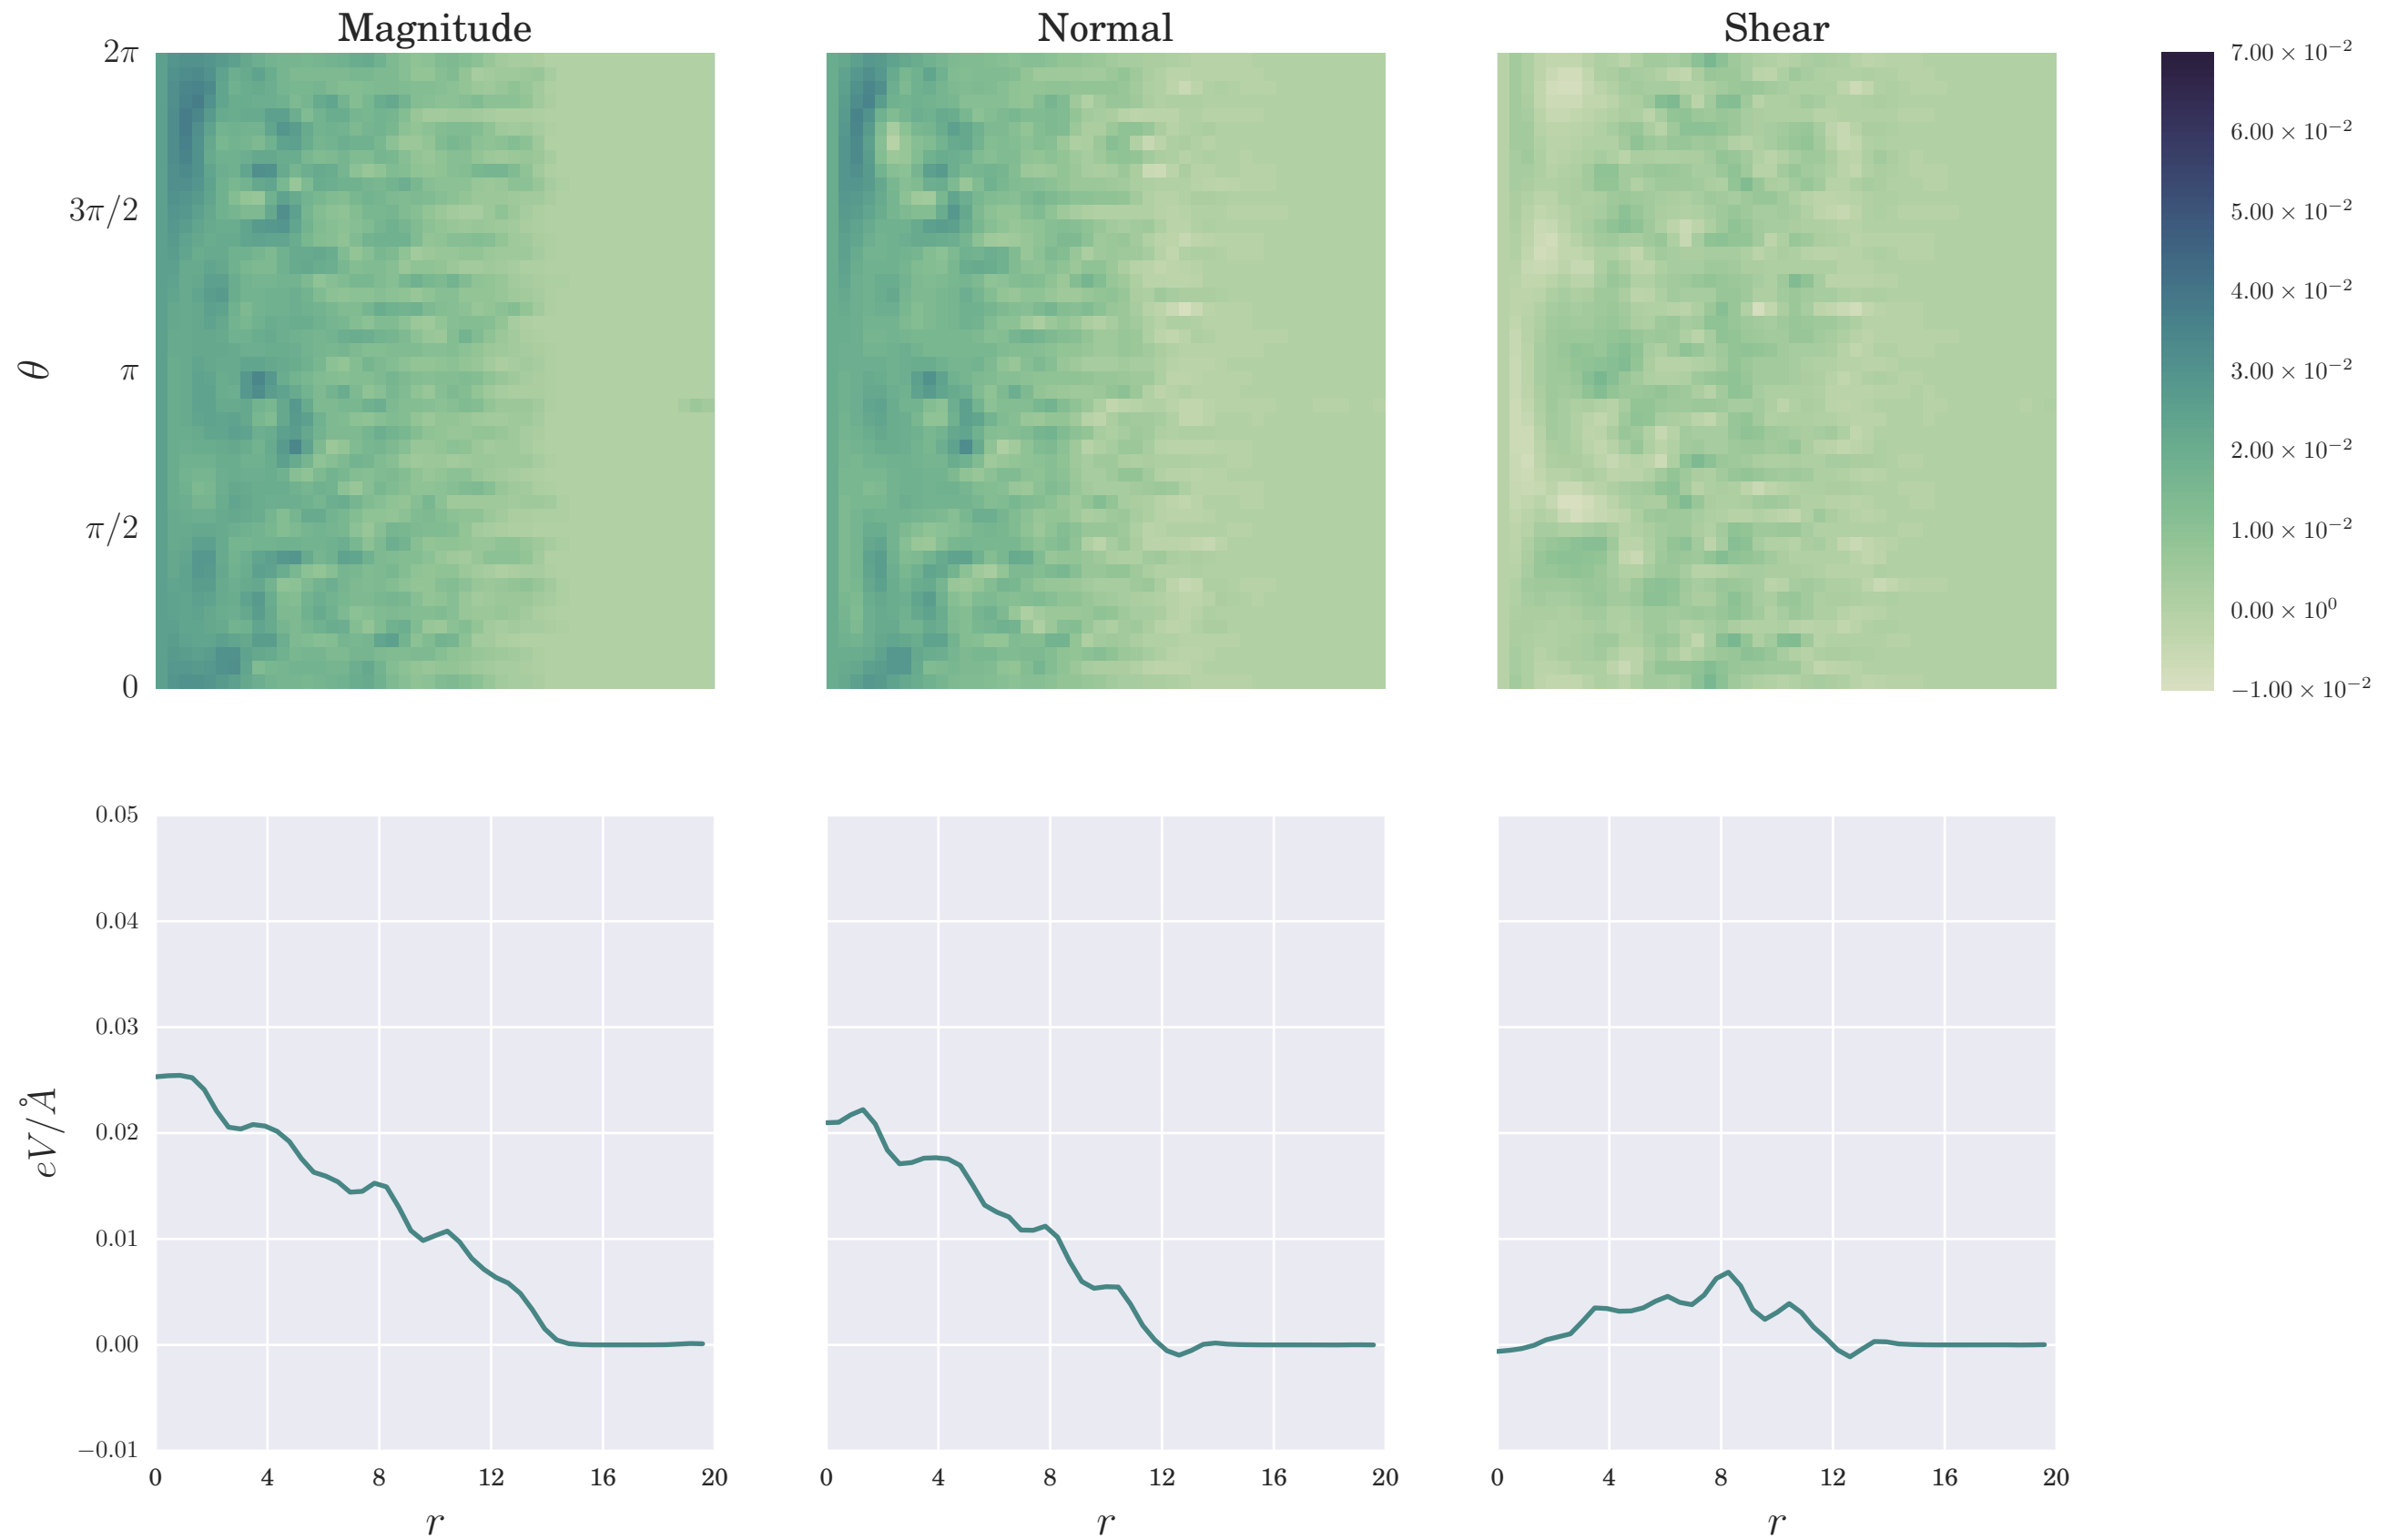 Magnitude
Normal
Shear
2π
3π/2
π
π/2
0
θ
7.00 × 10⁻²
6.00 × 10⁻²
5.00 × 10⁻²
4.00 × 10⁻²
3.00 × 10⁻²
2.00 × 10⁻²
1.00 × 10⁻²
0.00 × 10⁰
−1.00 × 10⁻²
0.05
0.04
0.03
0.02
0.01
0.00
−0.01
eV/Å
0 4 8 12 16 20
0 4 8 12 16 20
0 4 8 12 16 20
r
r
r